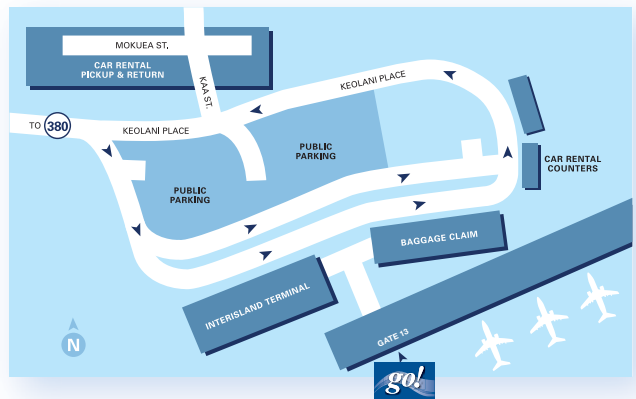 MOKUEA ST.
CAR RENTAL
PICKUP & RETURN
KAA ST.
KEOLANI PLACE
TO 380
KEOLANI PLACE
PUBLIC
PARKING
PUBLIC
PARKING
CAR RENTAL
COUNTERS
BAGGAGE CLAIM
INTERISLAND TERMINAL
GATE 13
N
go!